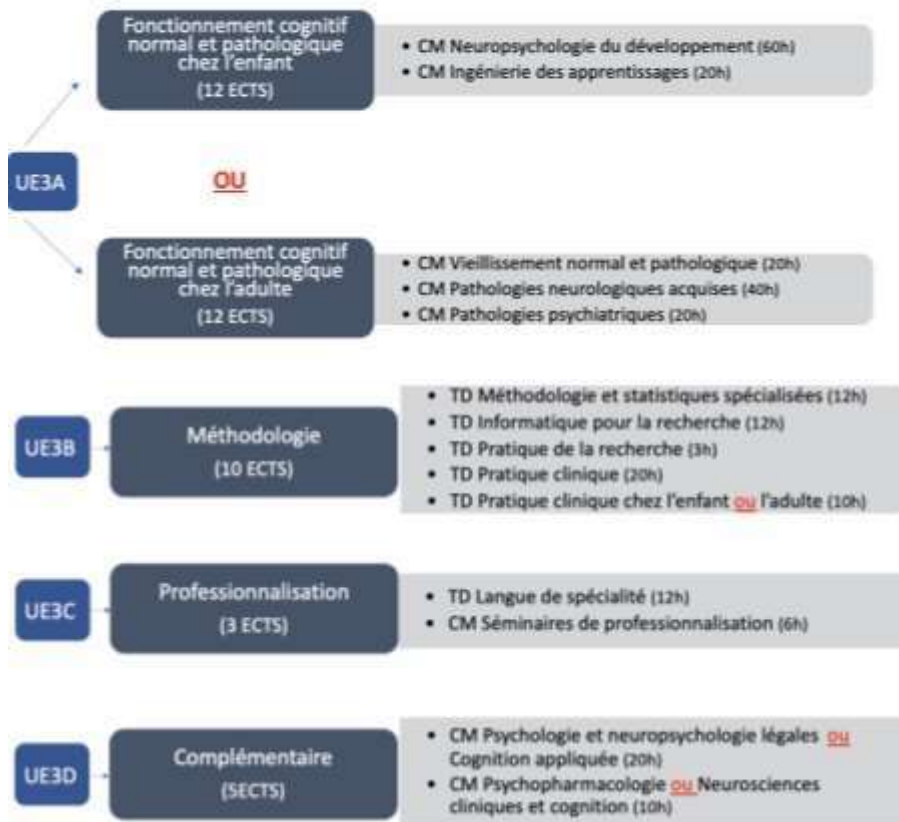 Fonctionnement cognitif
normal et pathologique
chez l'enfant
(12 ECTS)
• CM Neuropsychologie du développement (60h)
• CM Ingénierie des apprentissages (20h)
UE3A
OU
Fonctionnement cognitif
normal et pathologique
chez l'adulte
(12 ECTS)
• CM Vieillissement normal et pathologique (20h)
• CM Pathologies neurologiques acquises (40h)
• CM Pathologies psychiatriques (20h)
UE3B
Méthodologie
(10 ECTS)
• TD Méthodologie et statistiques spécialisées (12h)
• TD Informatique pour la recherche (12h)
• TD Pratique de la recherche (3h)
• TD Pratique clinique (20h)
• TD Pratique clinique chez l'enfant ou l'adulte (10h)
UE3C
Professionnalisation
(3 ECTS)
• TD Langue de spécialité (12h)
• CM Séminaires de professionnalisation (6h)
UE3D
Complémentaire
(5ECTS)
• CM Psychologie et neuropsychologie légales ou
Cognition appliquée (20h)
• CM Psychopharmacologie ou Neurosciences
cliniques et cognition (10h)